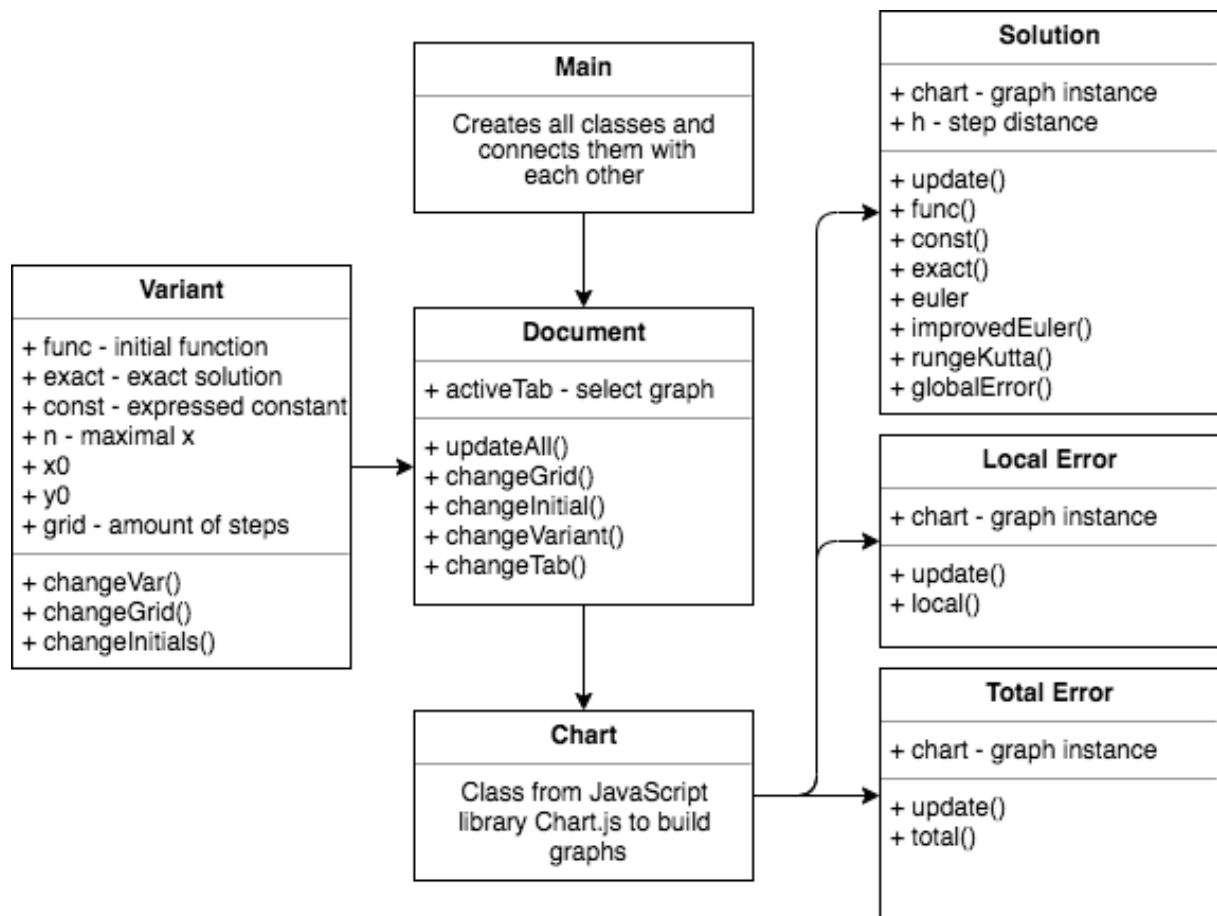 Main
Creates all classes and
connects them with
each other
Variant
+ func - initial function
+ exact - exact solution
+ const - expressed constant
+ n - maximal x
+ x0
+ y0
+ grid - amount of steps
+ changeVar()
+ changeGrid()
+ changeInitials()
Document
+ activeTab - select graph
+ updateAll()
+ changeGrid()
+ changeInitial()
+ changeVariant()
+ changeTab()
Chart
Class from JavaScript
library Chart.js to build
graphs
Solution
+ chart - graph instance
+ h - step distance
+ update()
+ func()
+ const()
+ exact()
+ euler
+ improvedEuler()
+ rungeKutta()
+ globalError()
Local Error
+ chart - graph instance
+ update()
+ local()
Total Error
+ chart - graph instance
+ update()
+ total()